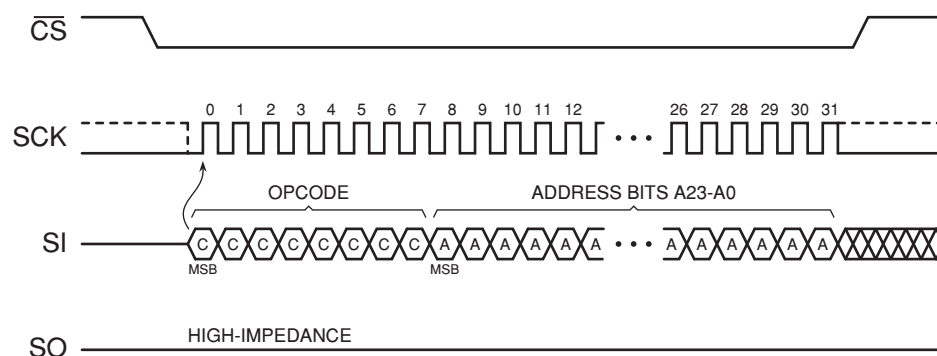 CS
0 1 2 3 4 5 6 7 8 9 10 11 12 26 27 28 29 30 31
SCK
OPCODE ADDRESS BITS A23-A0
SI C C C C C C C C A A A A A A A A A A A A
MSB MSB
HIGH-IMPEDANCE
SO